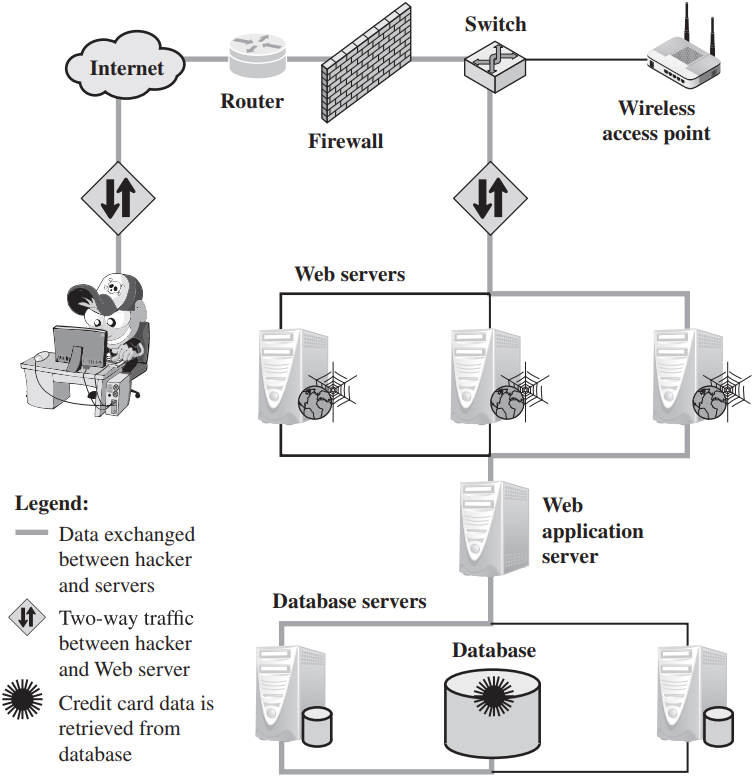 Switch
Internet
Router
Firewall
Wireless
access point
Web servers
Legend:
Data exchanged
between hacker
and servers
Two-way traffic
between hacker
and Web server
Credit card data is
retrieved from
database
Web
application
server
Database servers
Database